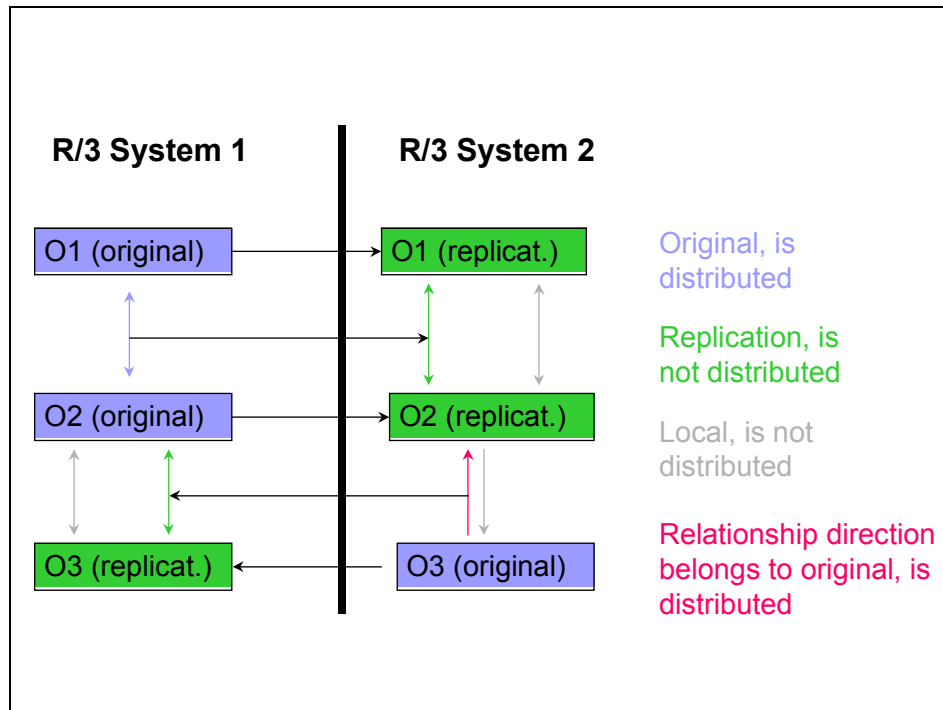 R/3 System 1
R/3 System 2
O1 (original)
O1 (replicat.)
O2 (original)
O2 (replicat.)
O3 (replicat.)
O3 (original)
Original, is
distributed
Replication, is
not distributed
Local, is not
distributed
Relationship direction
belongs to original, is
distributed